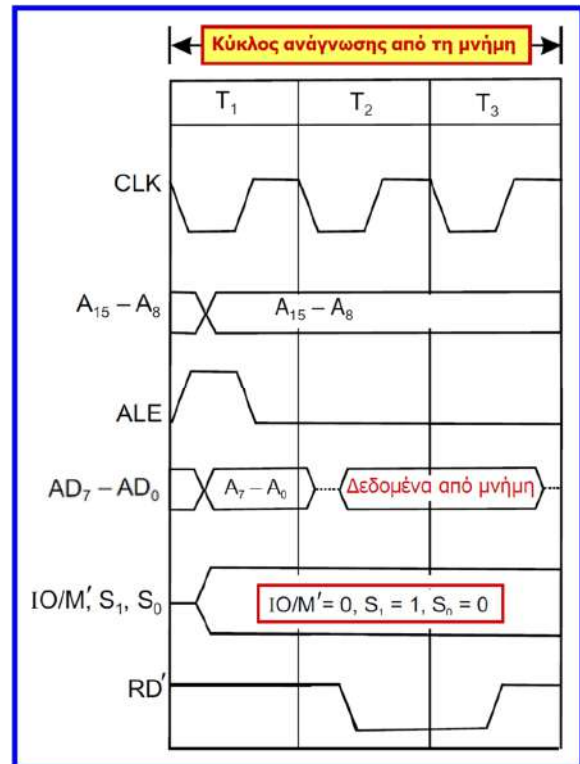 Κύκλος ανάγνωσης από τη μνήμη
T₁ T₂ T₃
CLK
A₁₅ – A₈ A₁₅ – A₈
ALE
AD₇ – AD₀ A₇ – A₀ Δεδομένα από μνήμη
IO/M′, S₁, S₀ IO/M′= 0, S₁ = 1, S₀ = 0
RD′